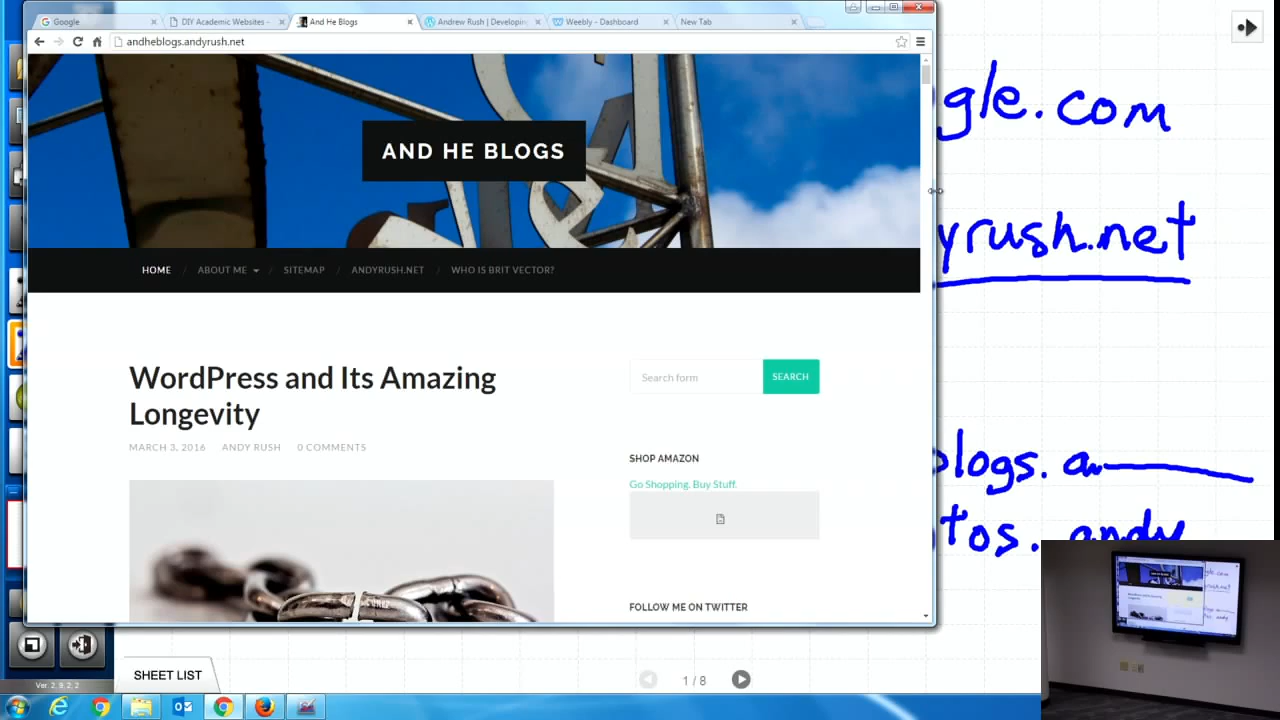 Google
DIY Academic Websites -
And He Blogs
Andrew Rush | Developing
Weebly - Dashboard
New Tab
andheblogs.andyrush.net
AND HE BLOGS
HOME / ABOUT ME / SITEMAP / ANDYRUSH.NET / WHO IS BRIT VECTOR?
WordPress and Its Amazing
Longevity
MARCH 3, 2016 ANDY RUSH 0 COMMENTS
Search form
SEARCH
SHOP AMAZON
Go Shopping. Buy Stuff.
FOLLOW ME ON TWITTER
gle.com
yrush.net
blogs. an
tos. andy
SHEET LIST
1 / 8
Ver. 2, 9, 2, 2